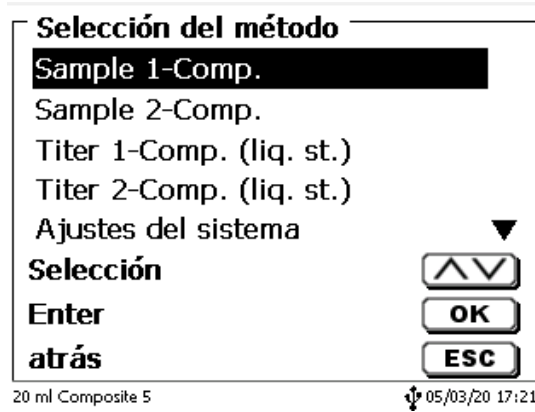 Selección del método
Sample 1-Comp.
Sample 2-Comp.
Titer 1-Comp. (liq. st.)
Titer 2-Comp. (liq. st.)
Ajustes del sistema
Selección
Enter OK
atrás ESC
20 ml Composite 5 05/03/20 17:21